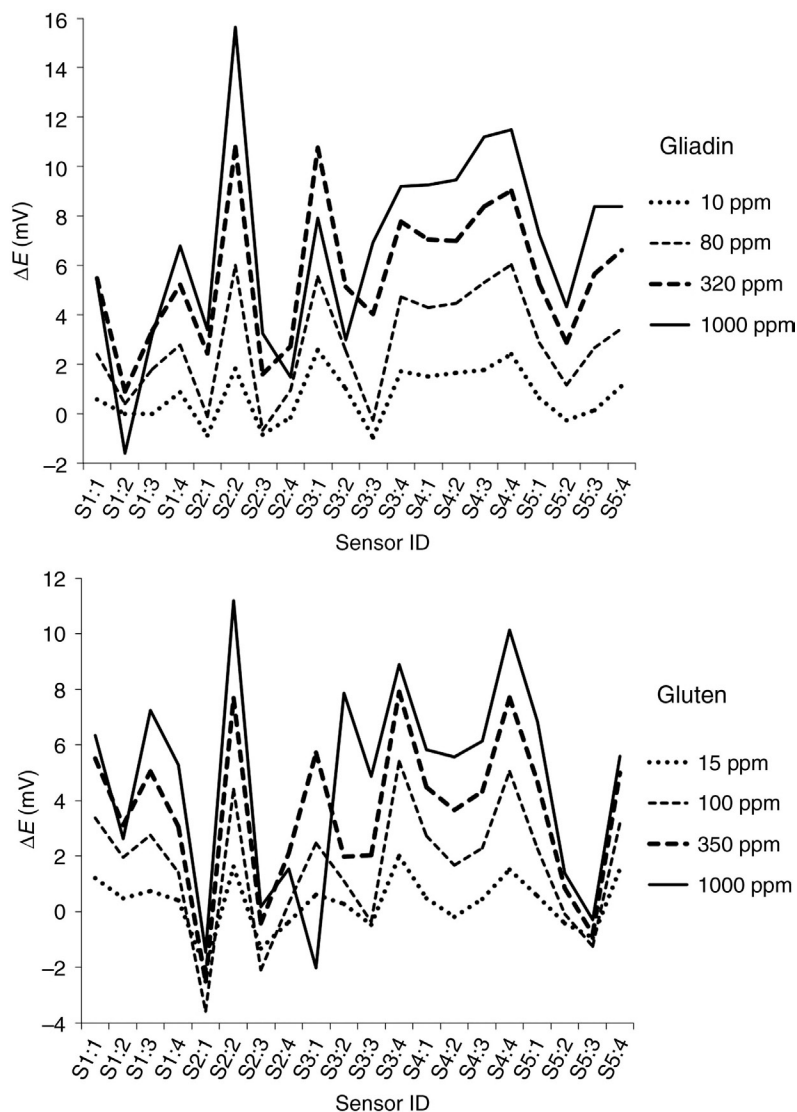 16
14
12
10
8
6
4
2
0
–2
ΔE (mV)
S1:1
S1:2
S1:3
S1:4
S2:1
S2:2
S2:3
S2:4
S3:1
S3:2
S3:3
S3:4
S4:1
S4:2
S4:3
S4:4
S5:1
S5:2
S5:3
S5:4
Sensor ID
Gliadin
10 ppm
80 ppm
320 ppm
1000 ppm
12
10
8
6
4
2
0
–2
–4
ΔE (mV)
S1:1
S1:2
S1:3
S1:4
S2:1
S2:2
S2:3
S2:4
S3:1
S3:2
S3:3
S3:4
S4:1
S4:2
S4:3
S4:4
S5:1
S5:2
S5:3
S5:4
Sensor ID
Gluten
15 ppm
100 ppm
350 ppm
1000 ppm